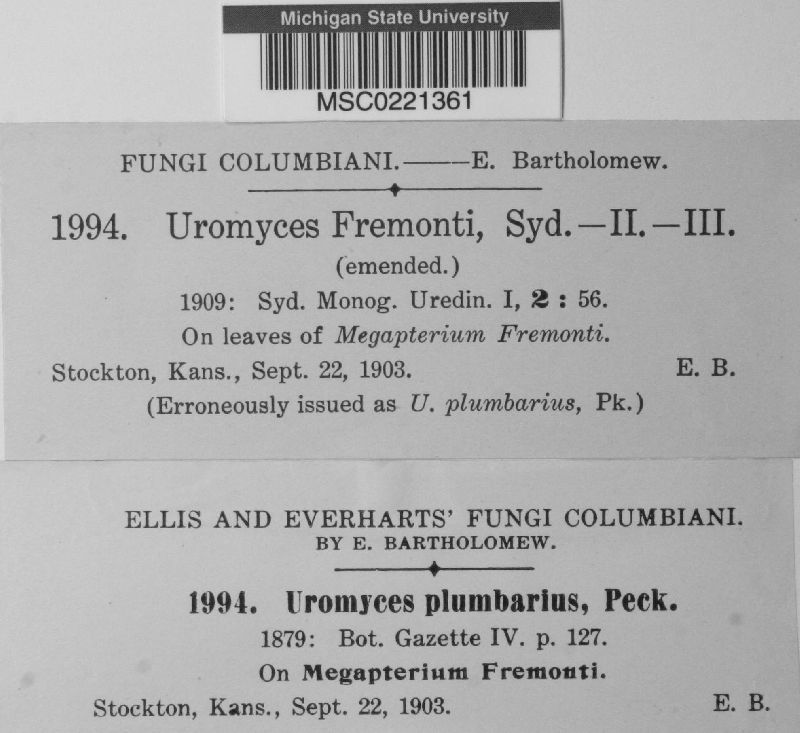 Michigan State University
MSC0221361
FUNGI COLUMBIANI.——E. Bartholomew.
1994. Uromyces Fremonti, Syd.—II.—III.
(emended.)
1909: Syd. Monog. Uredin. I, 2 : 56.
On leaves of Megapterium Fremonti.
Stockton, Kans., Sept. 22, 1903. E. B.
(Erroneously issued as U. plumbarius, Pk.)
ELLIS AND EVERHARTS' FUNGI COLUMBIANI.
BY E. BARTHOLOMEW.
1994. Uromyces plumbarius, Peck.
1879: Bot. Gazette IV. p. 127.
On Megapterium Fremonti.
Stockton, Kans., Sept. 22, 1903. E. B.